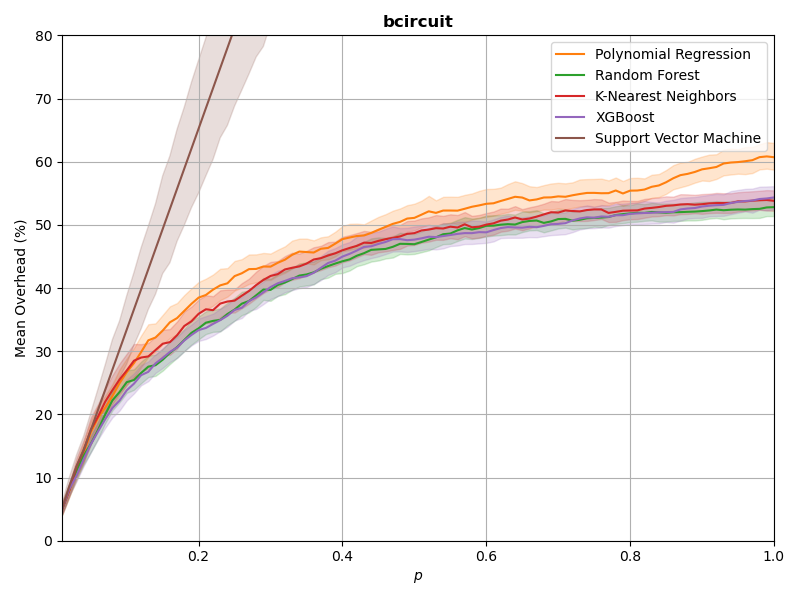 bcircuit
Mean Overhead (%)
80
70
60
50
40
30
20
10
0
Polynomial Regression
Random Forest
K-Nearest Neighbors
XGBoost
Support Vector Machine
0.2 0.4 0.6 0.8 1.0
p